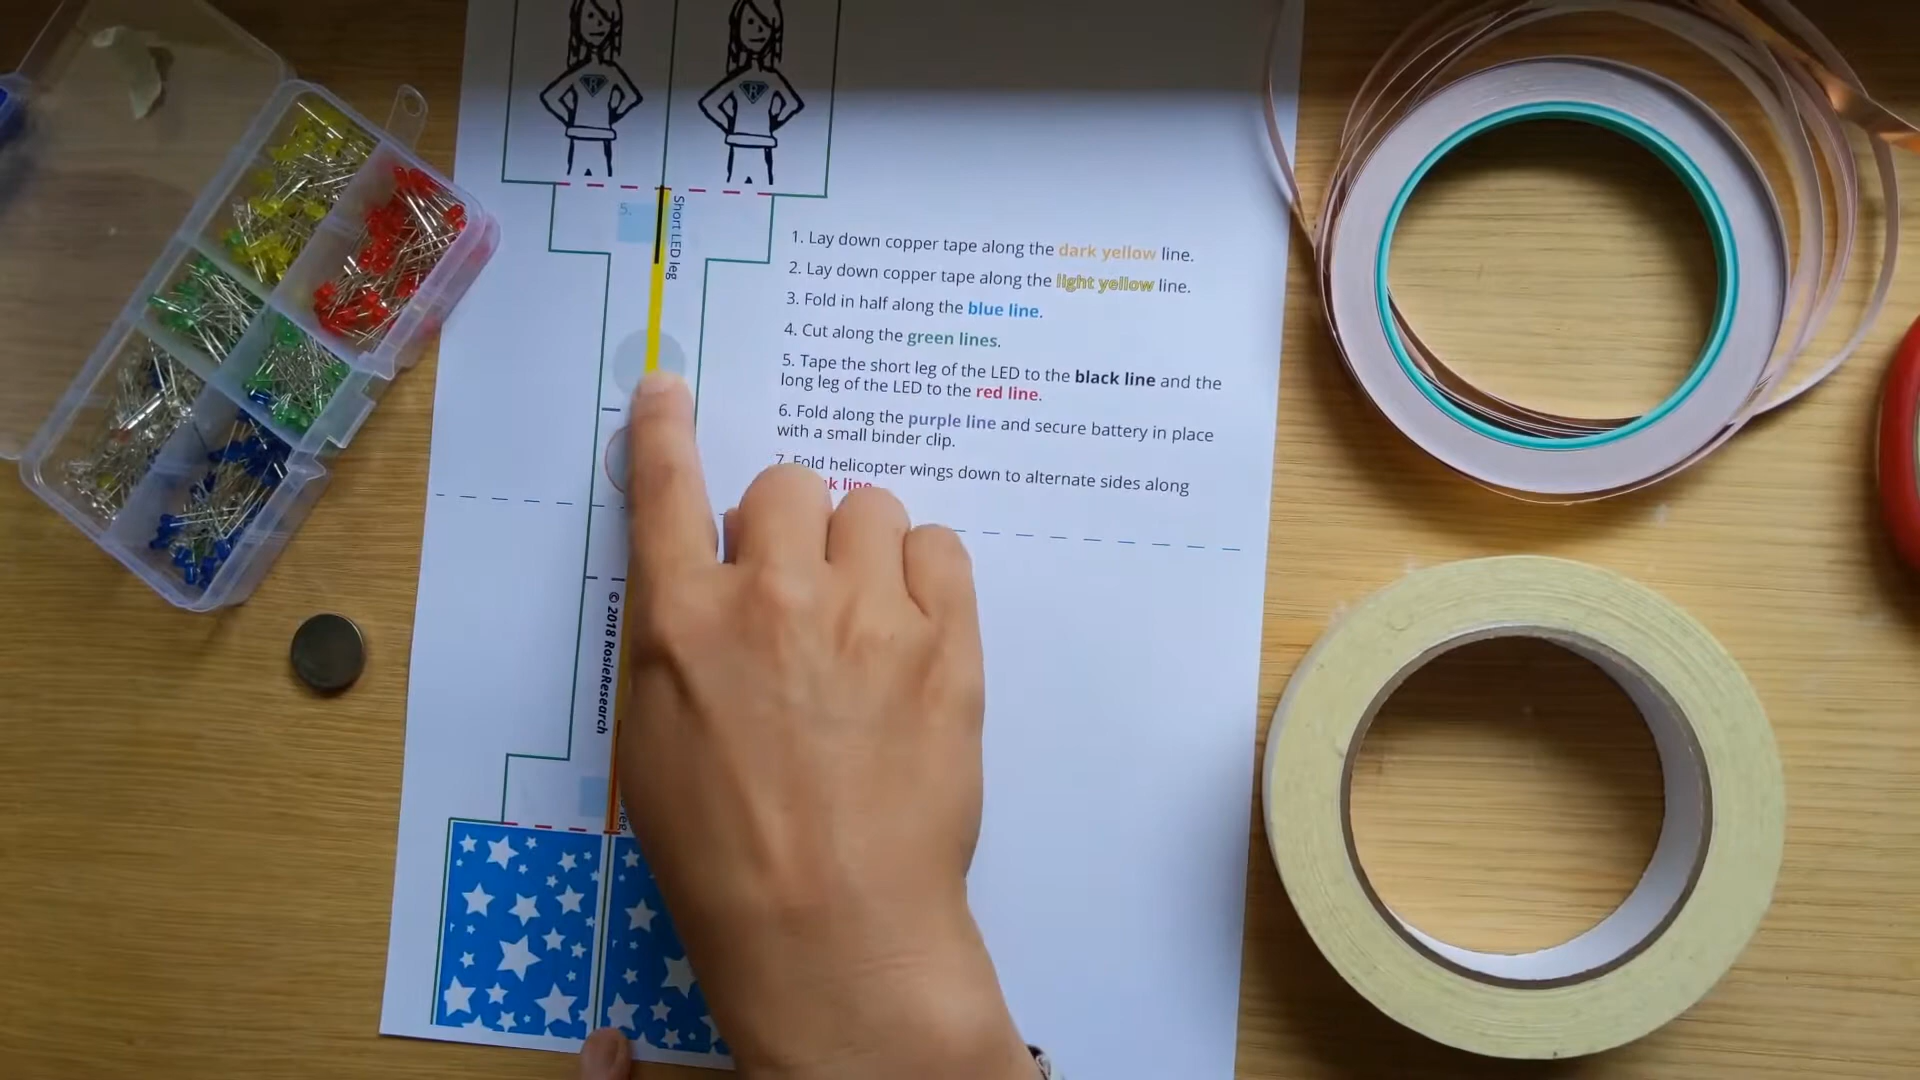 R
R
5.
Short LED leg
1. Lay down copper tape along the dark yellow line.
2. Lay down copper tape along the light yellow line.
3. Fold in half along the blue line.
4. Cut along the green lines.
5. Tape the short leg of the LED to the black line and the
long leg of the LED to the red line.
6. Fold along the purple line and secure battery in place
with a small binder clip.
7. Fold helicopter wings down to alternate sides along
line.
© 2018 RosieResearch
leg